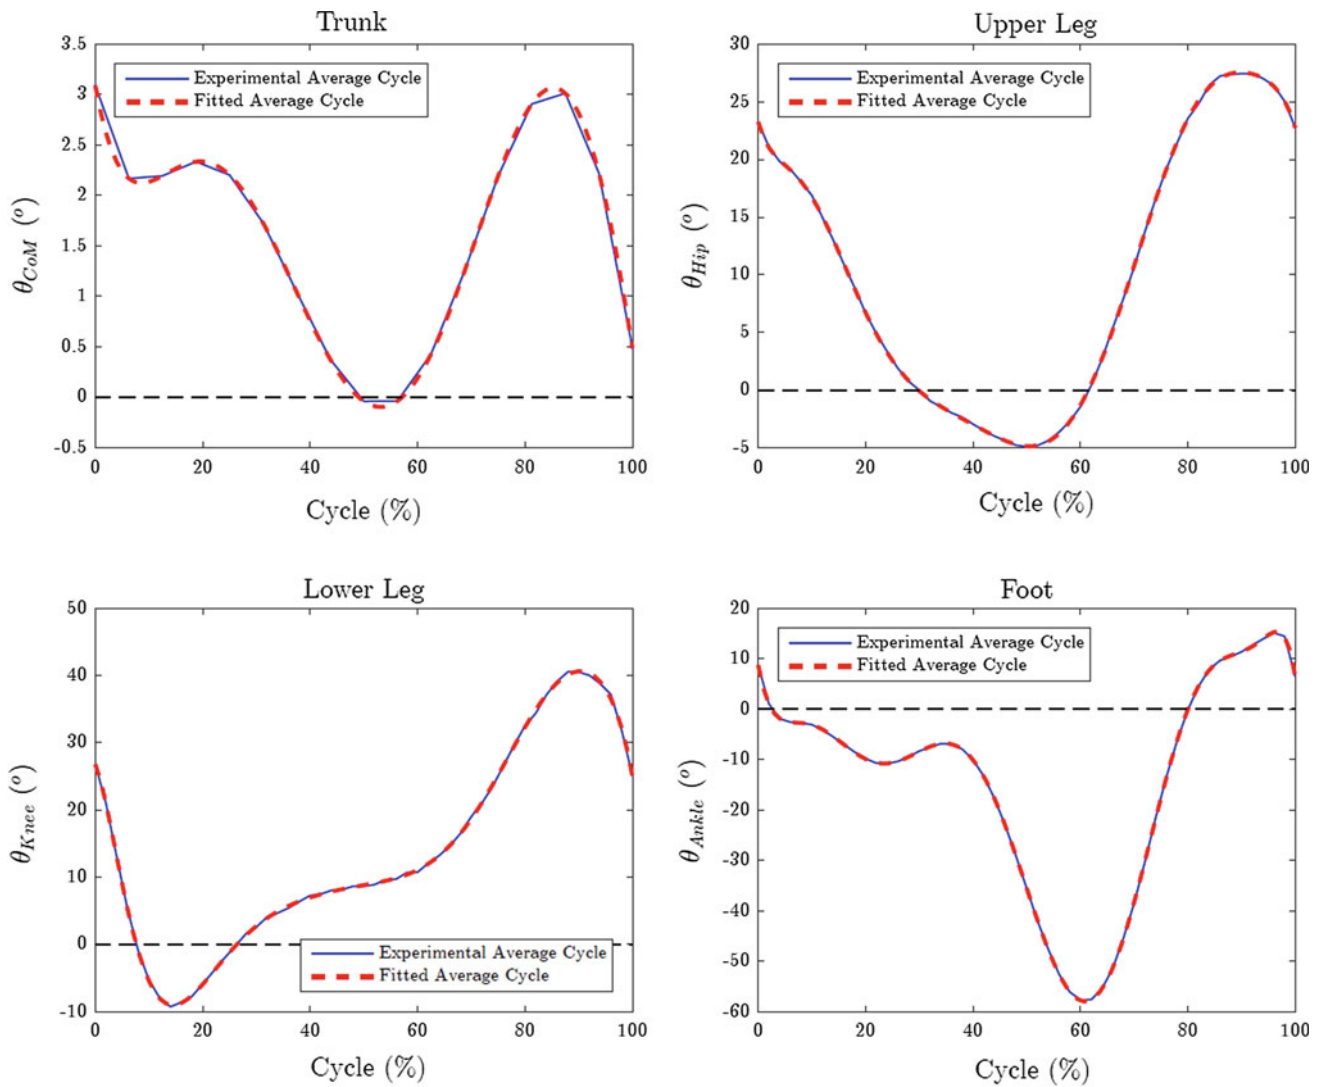 Trunk
3.5
3
2.5
2
1.5
1
0.5
0
-0.5
θCoM (°)
Experimental Average Cycle
Fitted Average Cycle
0 20 40 60 80 100
Cycle (%)
Upper Leg
30
25
20
15
10
5
0
-5
θHip (°)
Experimental Average Cycle
Fitted Average Cycle
0 20 40 60 80 100
Cycle (%)
Lower Leg
50
40
30
20
10
0
-10
θKnee (°)
Experimental Average Cycle
Fitted Average Cycle
0 20 40 60 80 100
Cycle (%)
Foot
20
10
0
-10
-20
-30
-40
-50
-60
θAnkle (°)
Experimental Average Cycle
Fitted Average Cycle
0 20 40 60 80 100
Cycle (%)